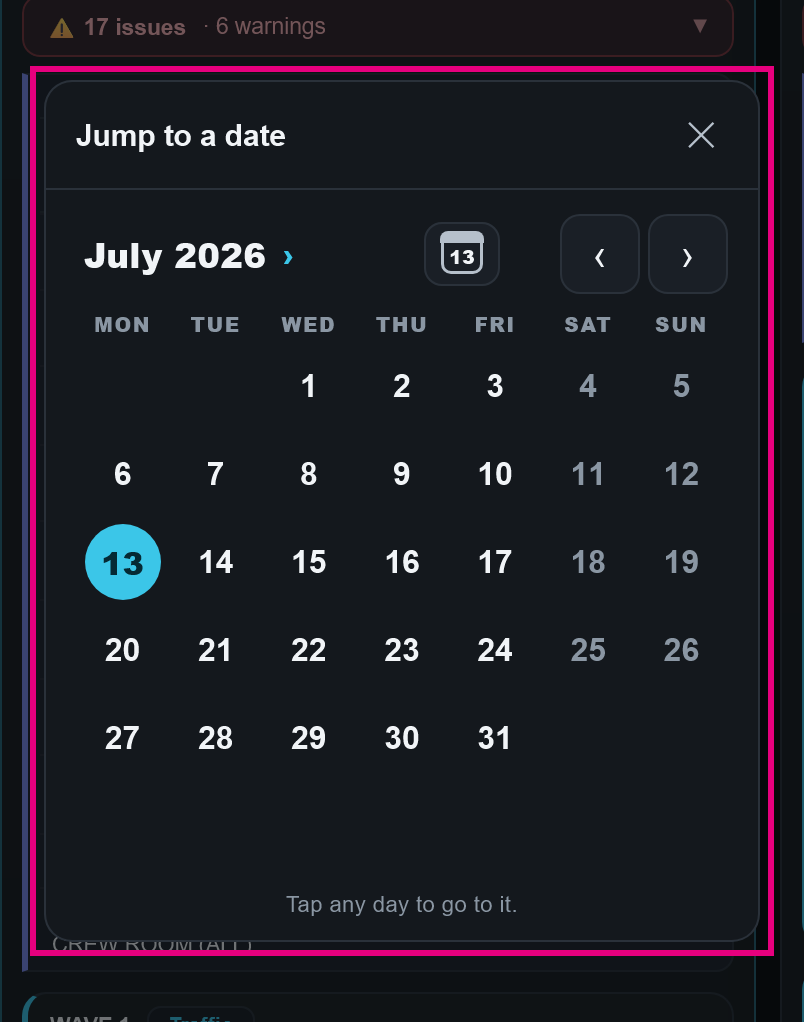 17 issues · 6 warnings ▼
Jump to a date
July 2026 ›
13
‹ ›
MON TUE WED THU FRI SAT SUN
1 2 3 4 5
6 7 8 9 10 11 12
13 14 15 16 17 18 19
20 21 22 23 24 25 26
27 28 29 30 31
Tap any day to go to it.
CREW ROOM (ALL)
WAVE 1 Traffic